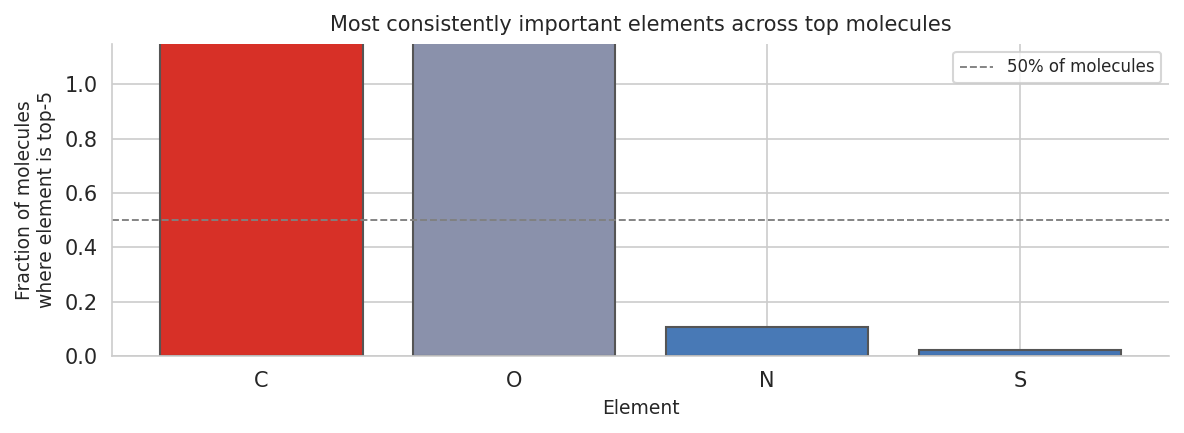 Most consistently important elements across top molecules
50% of molecules
Fraction of molecules
where element is top-5
1.0
0.8
0.6
0.4
0.2
0.0
C
O
N
S
Element